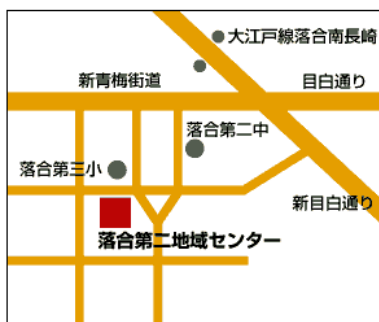 大江戸線落合南長崎
新青梅街道
目白通り
落合第二中
落合第三小
新目白通り
落合第二地域センター